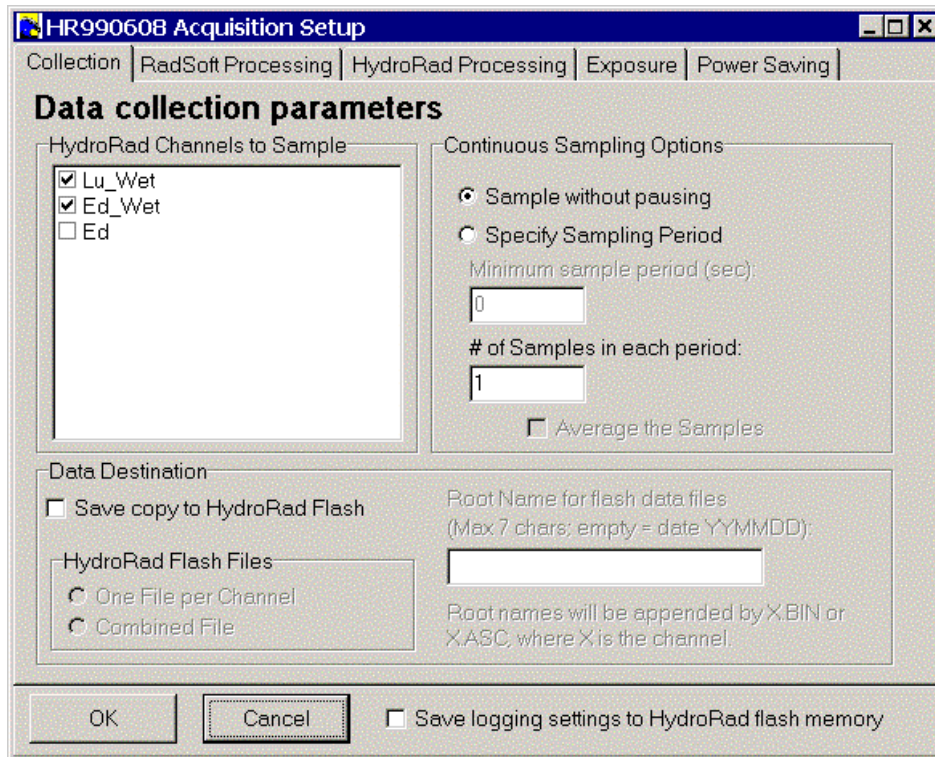 HR990608 Acquisition Setup
Collection RadSoft Processing HydroRad Processing Exposure Power Saving
Data collection parameters
HydroRad Channels to Sample
Lu_Wet
Ed_Wet
Ed
Continuous Sampling Options
Sample without pausing
Specify Sampling Period
Minimum sample period (sec):
0
# of Samples in each period:
1
Average the Samples
Data Destination
Save copy to HydroRad Flash
HydroRad Flash Files
One File per Channel
Combined File
Root Name for flash data files
(Max 7 chars; empty = date YYMMDD):
Root names will be appended by X.BIN or
X.ASC, where X is the channel.
OK Cancel Save logging settings to HydroRad flash memory